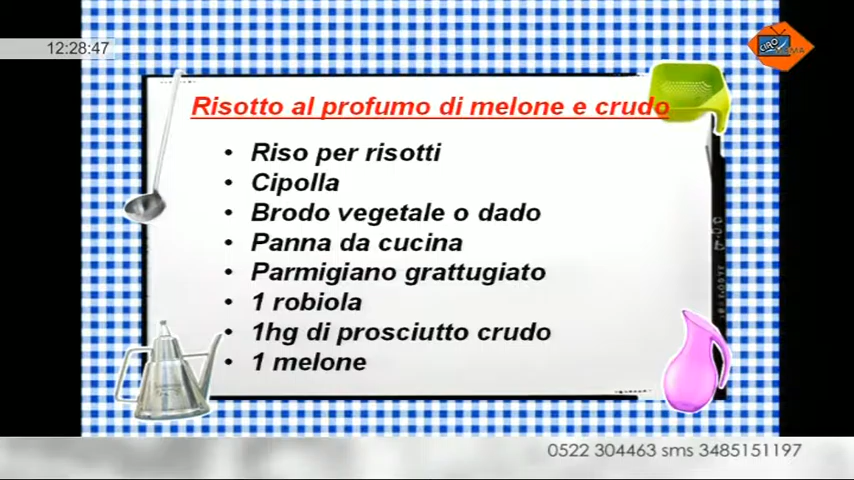 12:28:47
CIRO
Risotto al profumo di melone e crudo
• Riso per risotti
• Cipolla
• Brodo vegetale o dado
• Panna da cucina
• Parmigiano grattugiato
• 1 robiola
• 1hg di prosciutto crudo
• 1 melone
0522 304463 sms 3485151197